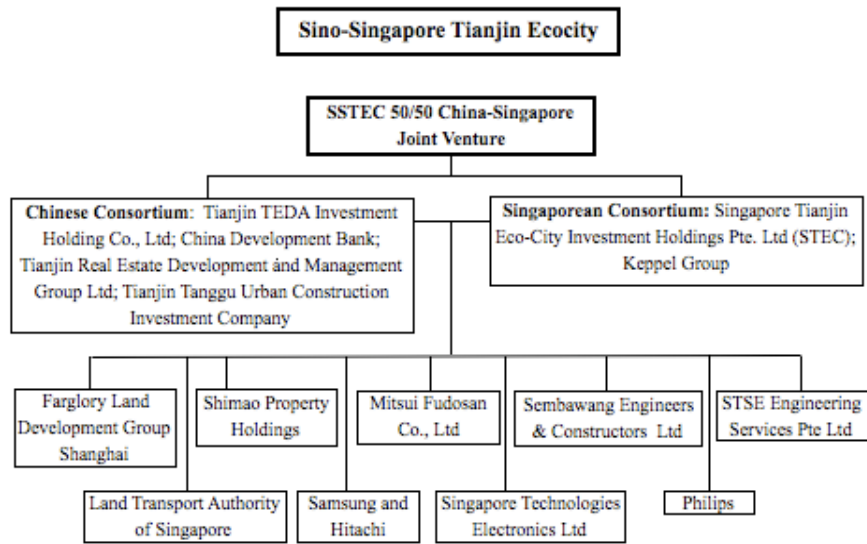 Sino-Singapore Tianjin Ecocity
SSTEC 50/50 China-Singapore
Joint Venture
Chinese Consortium: Tianjin TEDA Investment
Holding Co., Ltd; China Development Bank;
Tianjin Real Estate Development and Management
Group Ltd; Tianjin Tanggu Urban Construction
Investment Company
Singaporean Consortium: Singapore Tianjin
Eco-City Investment Holdings Pte. Ltd (STEC);
Keppel Group
Farglory Land
Development Group
Shanghai
Shimao Property
Holdings
Mitsui Fudosan
Co., Ltd
Sembawang Engineers
& Constructors Ltd
STSE Engineering
Services Pte Ltd
Land Transport Authority
of Singapore
Samsung and
Hitachi
Singapore Technologies
Electronics Ltd
Philips